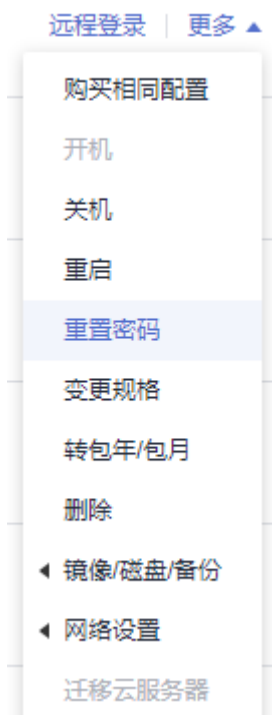 远程登录 更多
购买相同配置
开机
关机
重启
重置密码
变更规格
转包年/包月
删除
镜像/磁盘/备份
网络设置
迁移云服务器